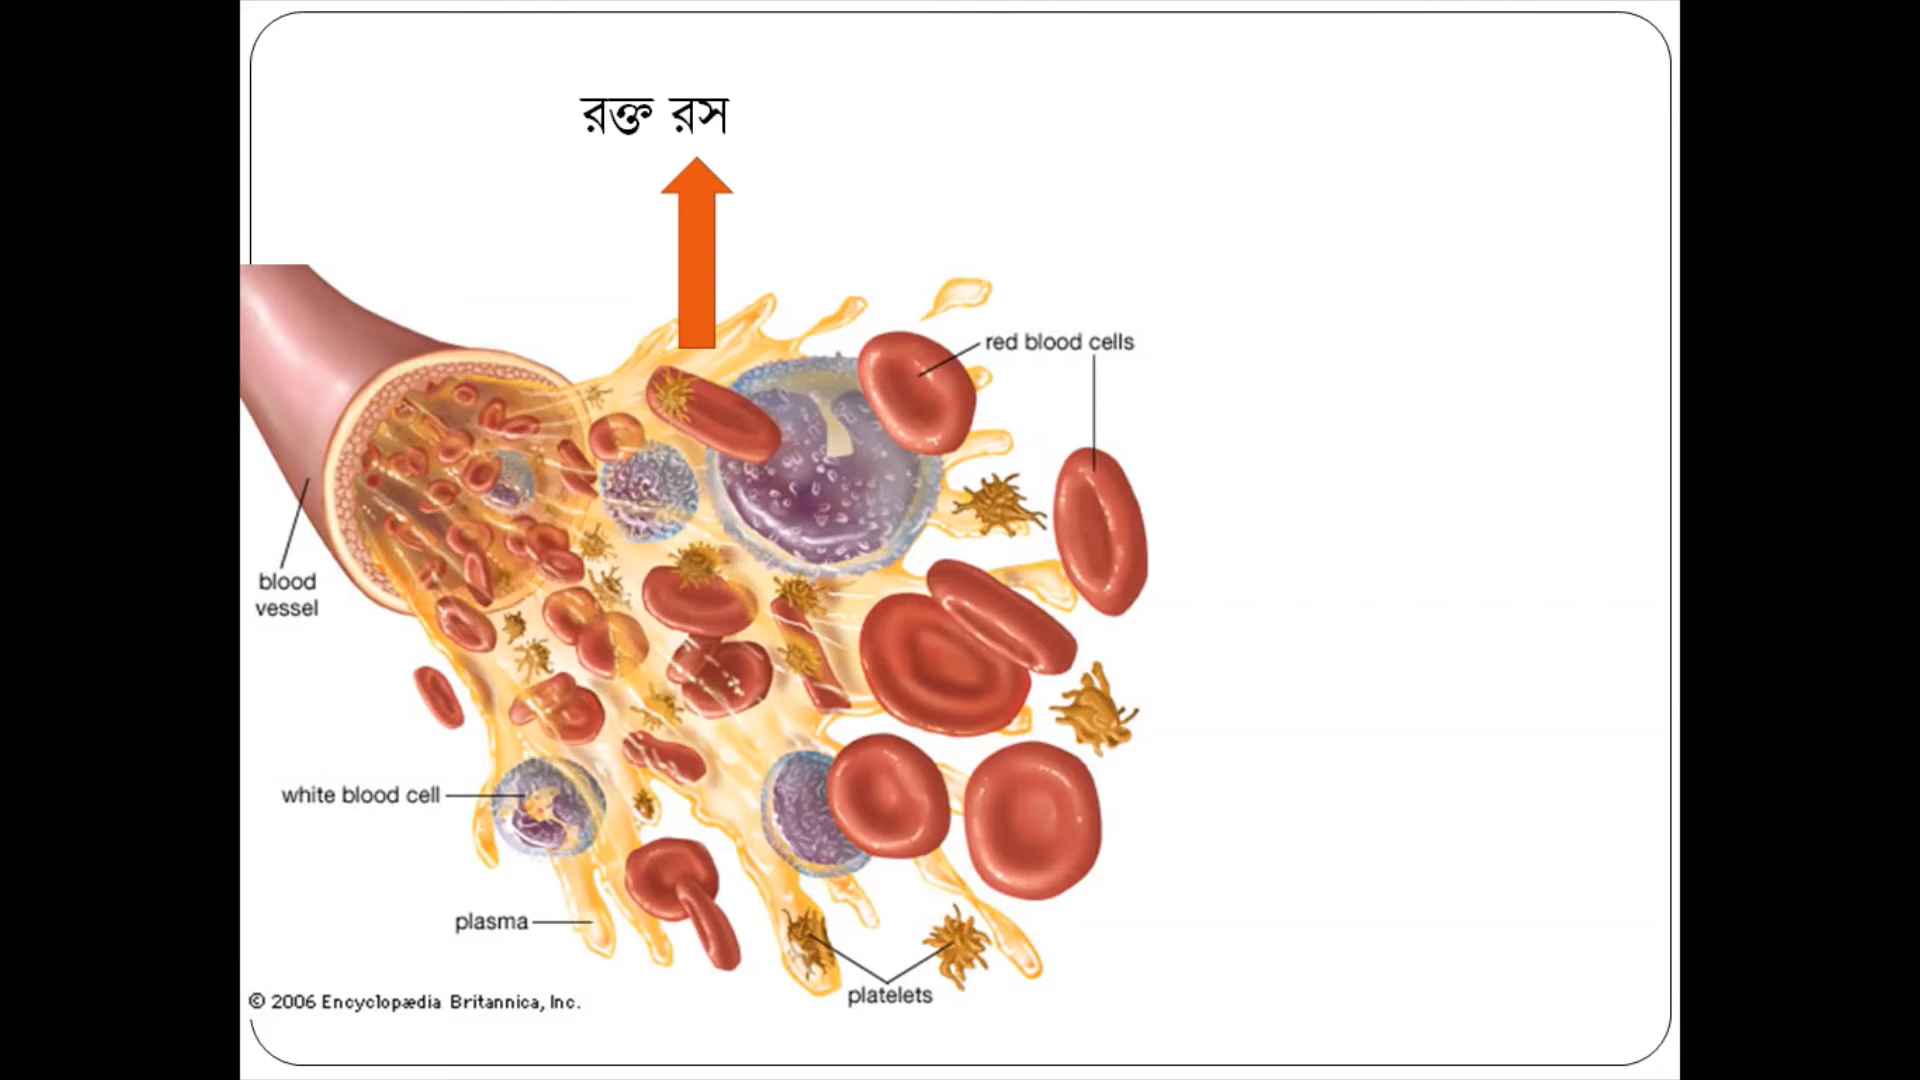 রক্ত রস
red blood cells
blood
vessel
white blood cell
plasma
platelets
© 2006 Encyclopædia Britannica, Inc.